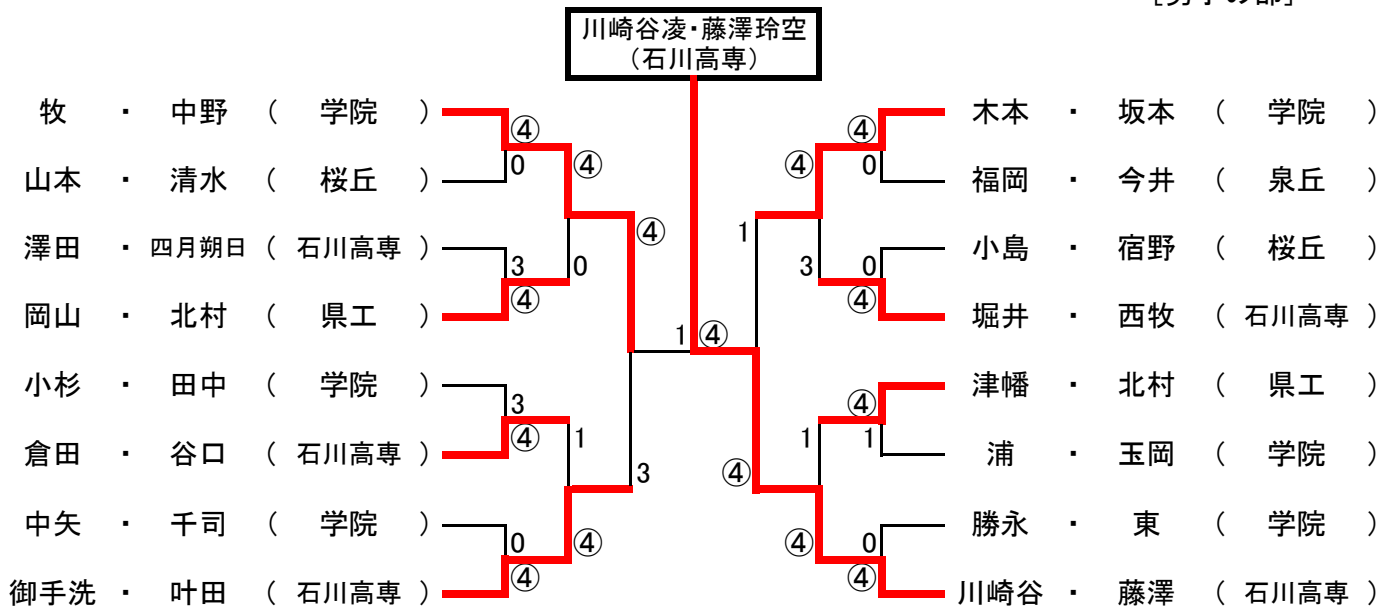 [男子の部]
川崎谷凌・藤澤玲空
（石川高専）
牧 ・ 中野 （ 学院 ） ④ ④ 木本 ・ 坂本 （ 学院 ）
0 ④ ④ 0
山本 ・ 清水 （ 桜丘 ） 福岡 ・ 今井 （ 泉丘 ）
④ 1
澤田 ・ 四月朔日 （ 石川高専 ） 小島 ・ 宿野 （ 桜丘 ）
3 0 3 0
④ ④
岡山 ・ 北村 （ 県工 ） 堀井 ・ 西牧 （ 石川高専 ）
1 ④
小杉 ・ 田中 （ 学院 ） 津幡 ・ 北村 （ 県工 ）
3 ④
④ 1 1 1
倉田 ・ 谷口 （ 石川高専 ） 浦 ・ 玉岡 （ 学院 ）
3 ④
中矢 ・ 千司 （ 学院 ） 勝永 ・ 東 （ 学院 ）
0 ④ ④ 0
④ ④
御手洗 ・ 叶田 （ 石川高専 ） 川崎谷 ・ 藤澤 （ 石川高専 ）